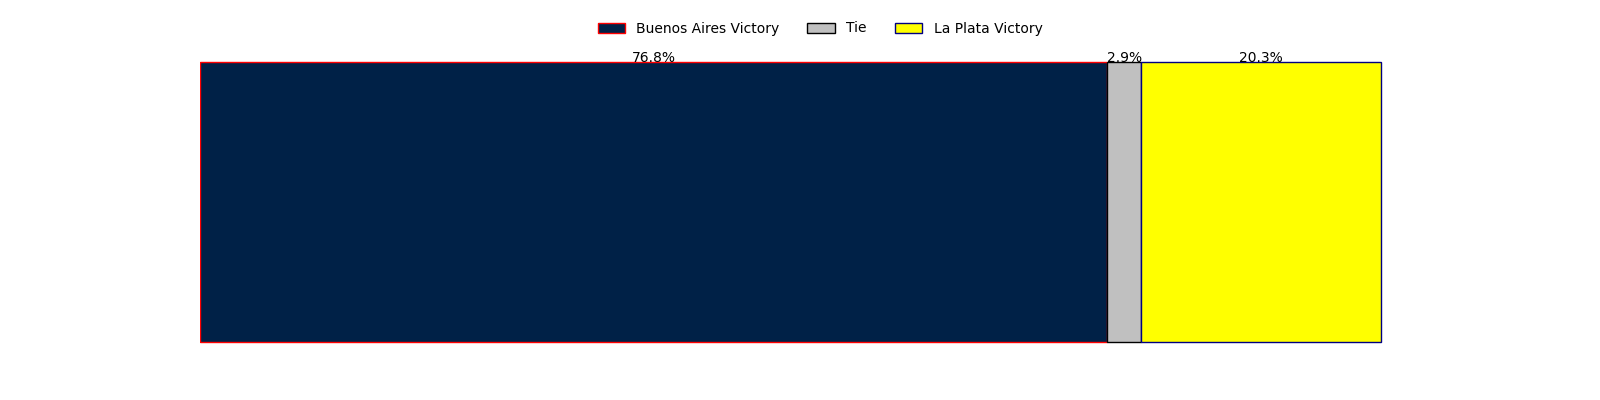 Buenos Aires Victory Tie La Plata Victory
76.8% 2.9% 20.3%